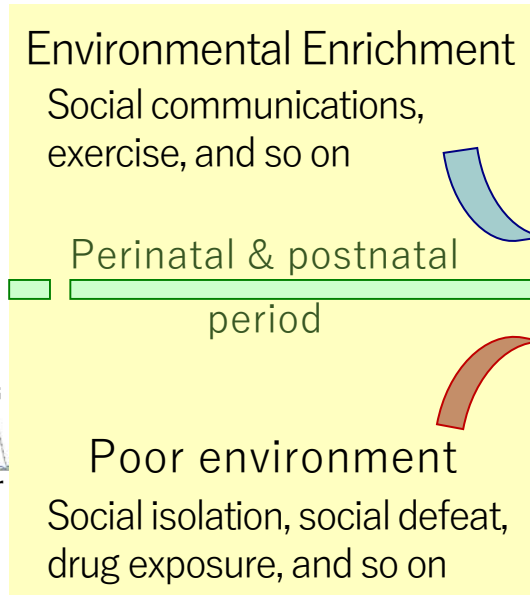 Environmental Enrichment
Social communications,
exercise, and so on
Perinatal & postnatal
period
Poor environment
Social isolation, social defeat,
drug exposure, and so on